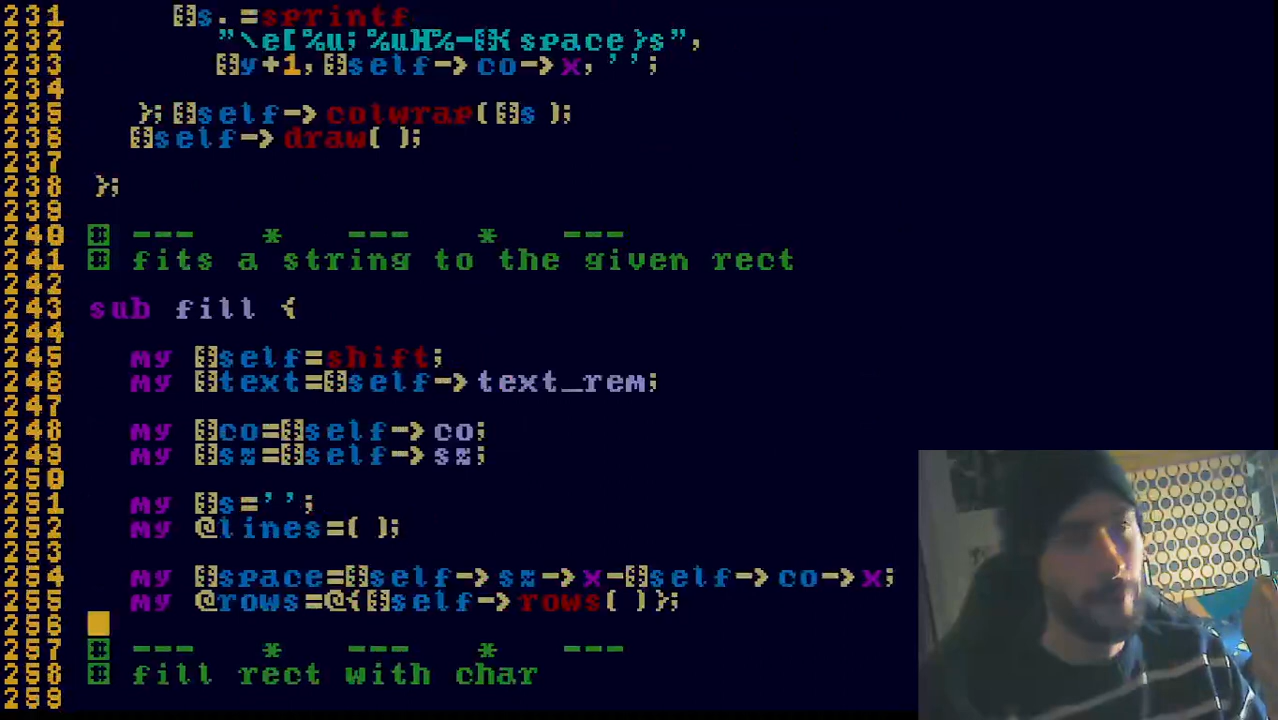 231 $s.=sprintf
232 "\e[%u;%uH%-${space}s",
233 $y+1,$self->co->x,'';
234
235 };$self->colwrap($s);
236 $self->draw();
237
238 };
239
240 # --- * --- * ---
241 # fits a string to the given rect
242
243 sub fill {
244
245 my $self=shift;
246 my $text=$self->text_rem;
247
248 my $co=$self->co;
249 my $sz=$self->sz;
250
251 my $s='';
252 my @lines=();
253
254 my $space=$self->sz->x-$self->co->x;
255 my @rows=@{$self->rows()};
256
257 # --- * --- * ---
258 # fill rect with char
259